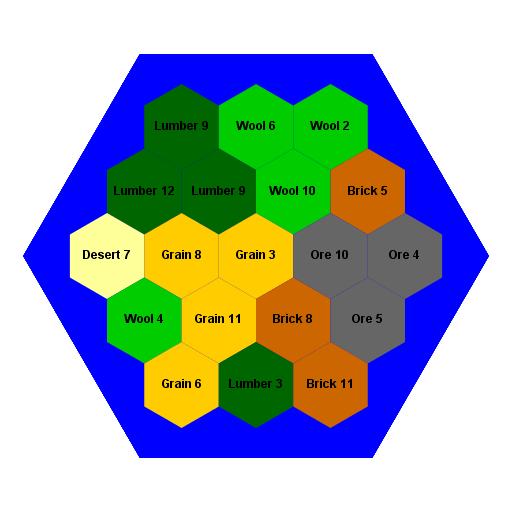 Lumber 9 Wool 6 Wool 2
Lumber 12 Lumber 9 Wool 10 Brick 5
Desert 7 Grain 8 Grain 3 Ore 10 Ore 4
Wool 4 Grain 11 Brick 8 Ore 5
Grain 6 Lumber 3 Brick 11